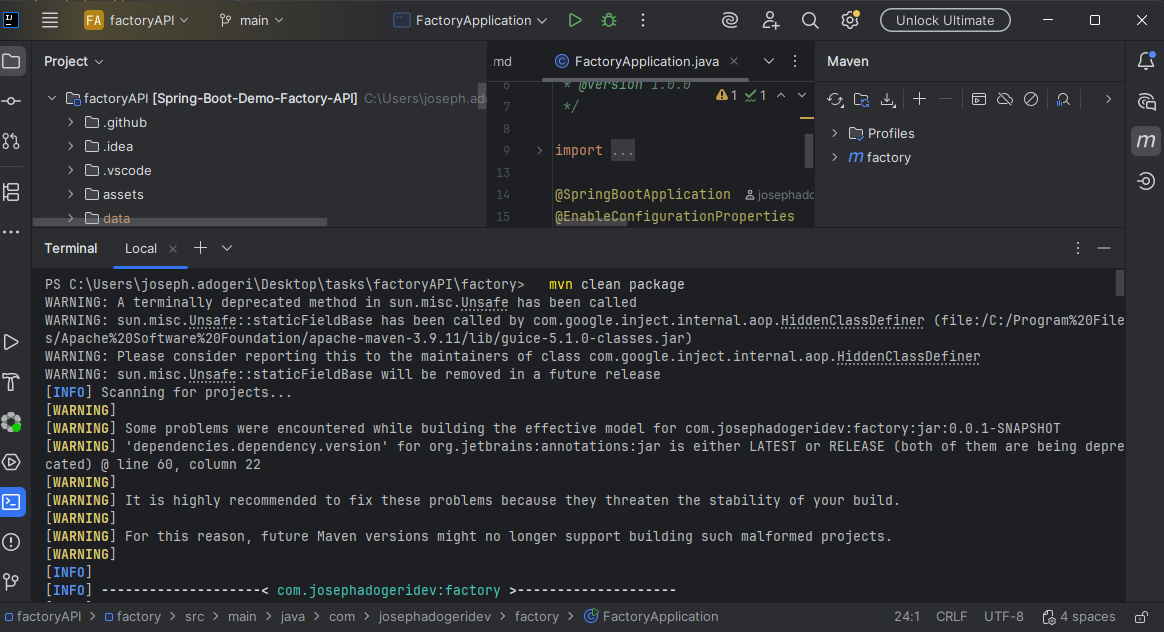 FA factoryAPI main FactoryApplication Unlock Ultimate
Project
factoryAPI [Spring-Boot-Demo-Factory-API] C:\Users\joseph.ad
.github
.idea
.vscode
assets
data
.md FactoryApplication.java
6 * @version 1.0.0
1 1
7 */
8
9 import ...
13
14 @SpringBootApplication josephado
15 @EnableConfigurationProperties
Maven
Profiles
m factory
Terminal Local
PS C:\Users\joseph.adogeri\Desktop\tasks\factoryAPI\factory> mvn clean package
WARNING: A terminally deprecated method in sun.misc.Unsafe has been called
WARNING: sun.misc.Unsafe::staticFieldBase has been called by com.google.inject.internal.aop.HiddenClassDefiner (file:/C:/Program%20File
s/Apache%20Software%20Foundation/apache-maven-3.9.11/lib/guice-5.1.0-classes.jar)
WARNING: Please consider reporting this to the maintainers of class com.google.inject.internal.aop.HiddenClassDefiner
WARNING: sun.misc.Unsafe::staticFieldBase will be removed in a future release
[INFO] Scanning for projects...
[WARNING]
[WARNING] Some problems were encountered while building the effective model for com.josephadogeridev:factory:jar:0.0.1-SNAPSHOT
[WARNING] 'dependencies.dependency.version' for org.jetbrains:annotations:jar is either LATEST or RELEASE (both of them are being depre
cated) @ line 60, column 22
[WARNING]
[WARNING] It is highly recommended to fix these problems because they threaten the stability of your build.
[WARNING]
[WARNING] For this reason, future Maven versions might no longer support building such malformed projects.
[WARNING]
[INFO]
[INFO] --------------------< com.josephadogeridev:factory >--------------------
factoryAPI > factory > src > main > java > com > josephadogeridev > factory > FactoryApplication 24:1 CRLF UTF-8 4 spaces